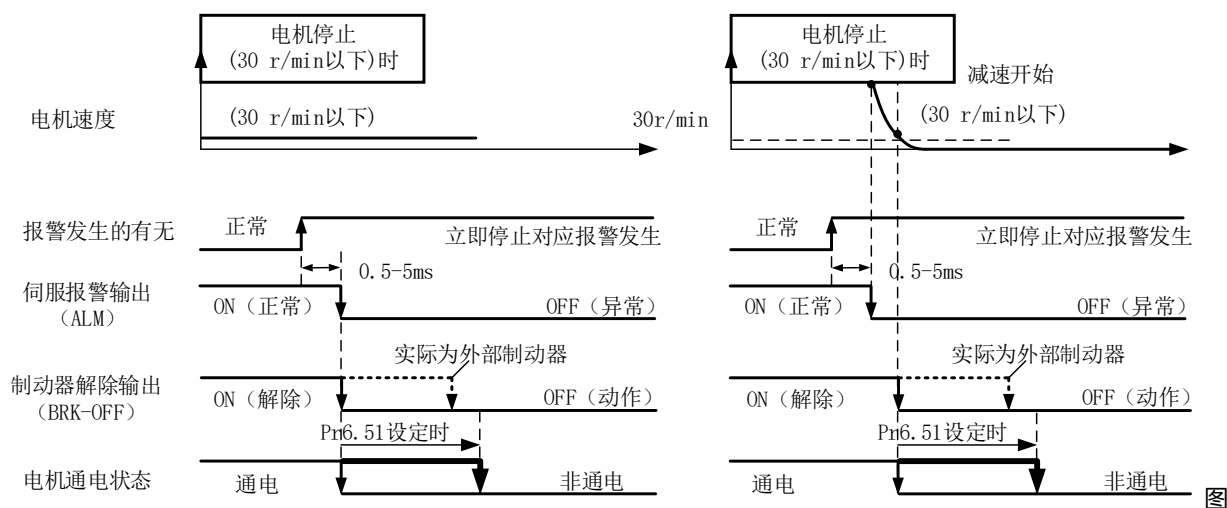 电机停止
(30 r/min以下)时
电机停止
(30 r/min以下)时
减速开始
电机速度
(30 r/min以下)
30r/min
(30 r/min以下)
报警发生的有无
正常
立即停止对应报警发生
正常
立即停止对应报警发生
0.5-5ms
0.5-5ms
伺服报警输出
（ALM）
ON（正常）
OFF（异常）
ON（正常）
OFF（异常）
实际为外部制动器
实际为外部制动器
制动器解除输出
（BRK-OFF）
ON（解除）
OFF（动作）
ON（解除）
OFF（动作）
Pr6.51设定时
Pr6.51设定时
电机通电状态
通电
非通电
通电
非通电
图